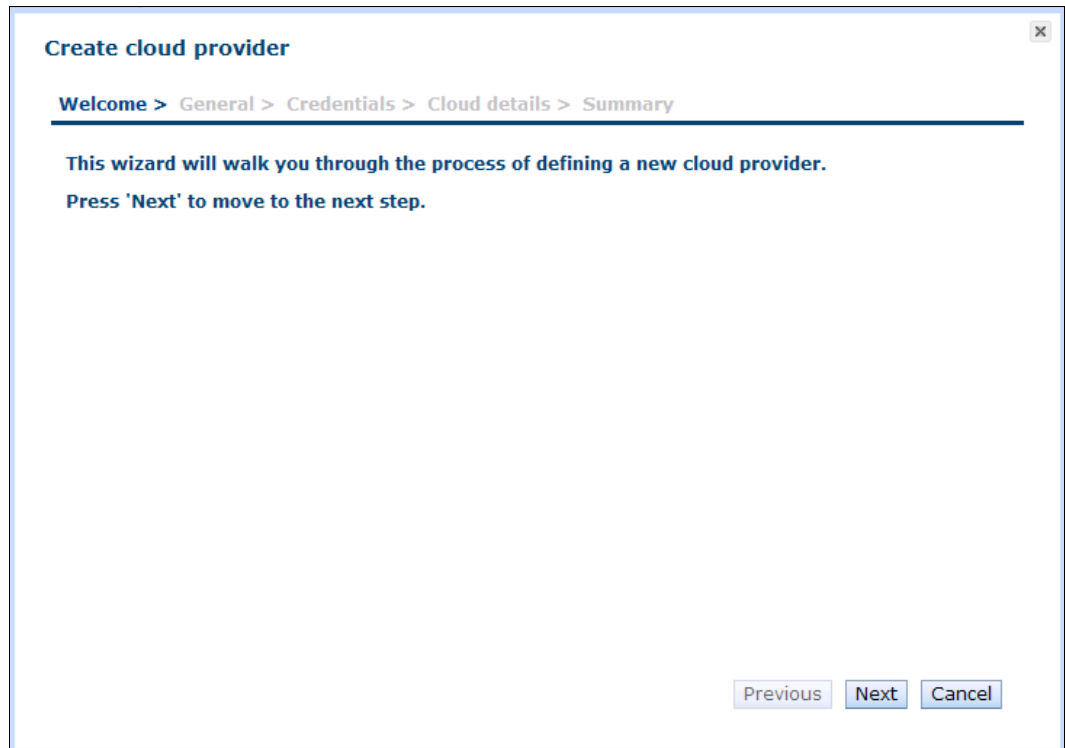 Create cloud provider
Welcome > General > Credentials > Cloud details > Summary
This wizard will walk you through the process of defining a new cloud provider.
Press 'Next' to move to the next step.
Previous Next Cancel